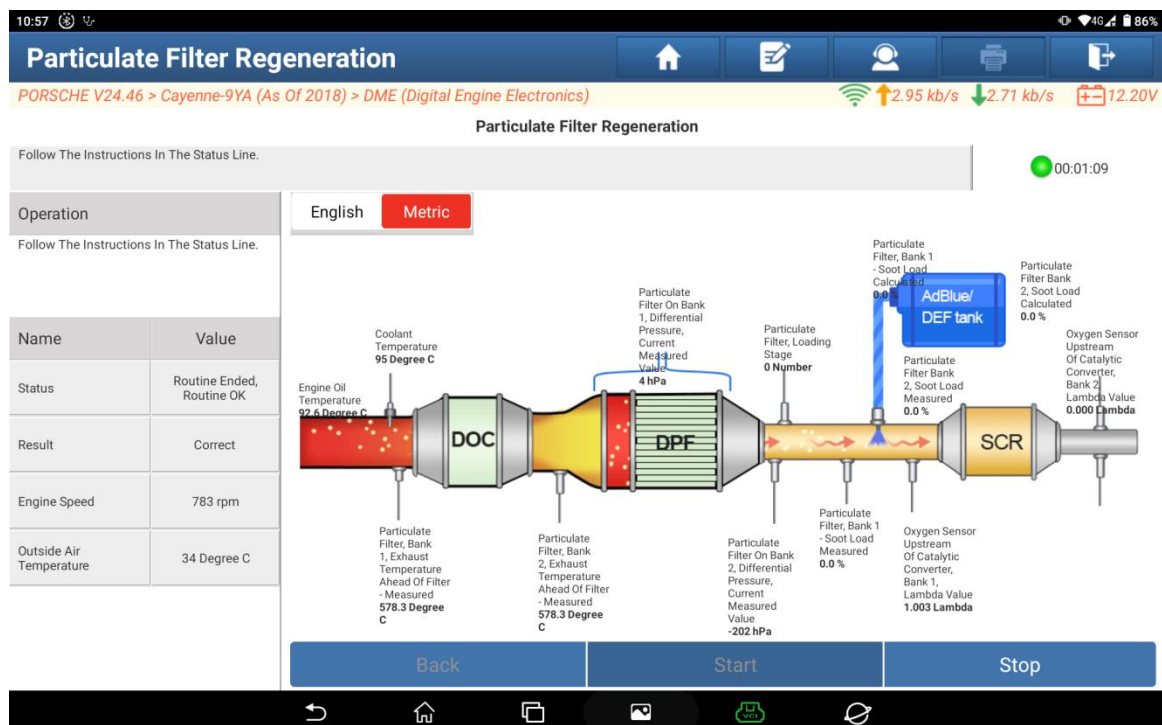 10:57
4G 86%
Particulate Filter Regeneration
PORSCHE V24.46 > Cayenne-9YA (As Of 2018) > DME (Digital Engine Electronics)
2.95 kb/s 2.71 kb/s 12.20V
Particulate Filter Regeneration
Follow The Instructions In The Status Line.
00:01:09
Operation
Follow The Instructions In The Status Line.
Name Value
Status Routine Ended,
Routine OK
Result Correct
Engine Speed 783 rpm
Outside Air
Temperature 34 Degree C
English Metric
Engine Oil
Temperature
92.6 Degree C
Coolant
Temperature
95 Degree C
Particulate
Filter On Bank
1, Differential
Pressure,
Current
Measured
Value
4 hPa
Particulate
Filter, Loading
Stage
0 Number
Particulate
Filter, Bank 1
- Soot Load
Calculated
0.0 %
AdBlue/
DEF tank
Particulate
Filter Bank
2, Soot Load
Calculated
0.0 %
Particulate
Filter Bank
2, Soot Load
Measured
0.0 %
Oxygen Sensor
Upstream
Of Catalytic
Converter,
Bank 2,
Lambda Value
0.000 Lambda
DOC
DPF
SCR
Particulate
Filter, Bank
1, Exhaust
Temperature
Ahead Of Filter
- Measured
578.3 Degree
C
Particulate
Filter, Bank
2, Exhaust
Temperature
Ahead Of Filter
- Measured
578.3 Degree
C
Particulate
Filter On Bank
2, Differential
Pressure,
Current
Measured
Value
-202 hPa
Particulate
Filter, Bank 1
- Soot Load
Measured
0.0 %
Oxygen Sensor
Upstream
Of Catalytic
Converter,
Bank 1,
Lambda Value
1.003 Lambda
Back Start Stop
VCI